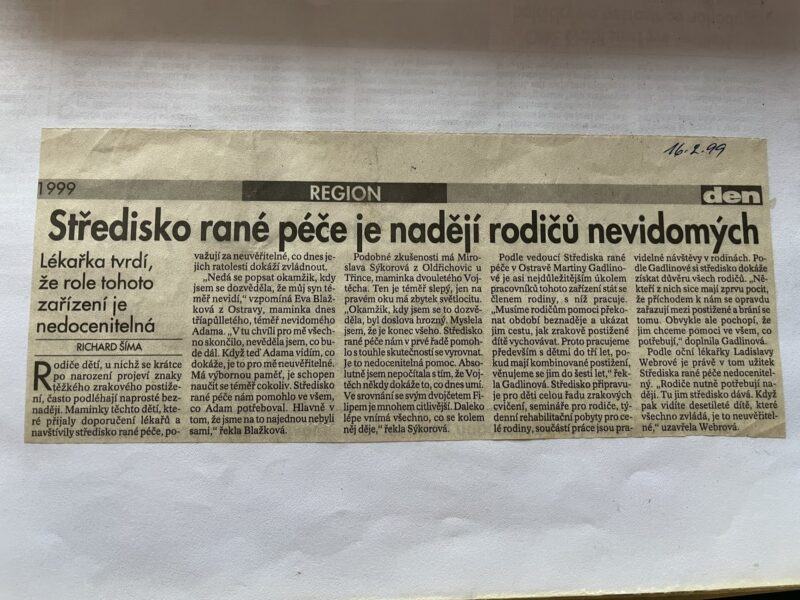 16.2.99
1999
REGION
den
Středisko rané péče je nadějí rodičů nevidomých
Lékařka tvrdí,
že role tohoto
zařízení je
nedocenitelná
RICHARD ŠÍMA
Rodiče dětí, u nichž se krátce
po narození projeví znaky
těžkého zrakového postiže-
ní, často podléhají naprosté bez-
naději. Maminky těchto dětí, kte-
ré přijaly doporučení lékařů a
navštívily středisko rané péče, po-
važují za neuvěřitelné, co dnes je-
jich ratolesti dokáží zvládnout.
„Nedá se popsat okamžik, kdy
jsem se dozvěděla, že můj syn té-
měř nevidí,“ vzpomíná Eva Blaž-
ková z Ostravy, maminka dnes
třiapůlletého, téměř nevidomého
Adama. „V tu chvíli pro mě všech-
no skončilo, nevěděla jsem, co bu-
de dál. Když teď Adama vidím, co
dokáže, je to pro mě neuvěřitelné.
Má výbornou paměť, je schopen
naučit se téměř cokoliv. Středisko
rané péče nám pomohlo ve všem,
co Adam potřeboval. Hlavně v
tom, že jsme na to najednou nebyli
sami,“ řekla Blažková.
Podobné zkušenosti má Miro-
slava Sýkorová z Oldřichovic u
Třince, maminka dvouletého Voj-
těcha. Ten je téměř slepý, jen na
pravém oku má zbytek světlocitu.
„Okamžik, kdy jsem se to dozvě-
děla, byl doslova hrozný. Myslela
jsem, že je konec všeho. Středisko
rané péče nám v prvé řadě pomoh-
lo s touhle skutečností se vyrovnat.
Je to nedocenitelná pomoc. Abso-
lutně jsem nepočítala s tím, že Voj-
těch někdy dokáže to, co dnes umí.
Ve srovnání se svým dvojčetem Fi-
lipem je mnohem citlivější. Daleko
lépe vnímá všechno, co se kolem
něj děje,“ řekla Sýkorová.
Podle vedoucí Střediska rané
péče v Ostravě Martiny Gadlino-
vé je asi nejdůležitějším úkolem
pracovníků tohoto zařízení stát se
členem rodiny, s níž pracuje.
„Musíme rodičům pomoci překo-
nat období beznaděje a ukázat
jim cestu, jak zrakově postižené
dítě vychovat. Proto pracujeme
především s dětmi do tří let, po-
kud mají kombinované postižení,
věnujeme se jim do šesti let,“ řek-
la Gadlinová. Středisko připravu-
je pro děti celou řadu zrakových
cvičení, semináře pro rodiče, tý-
denní rehabilitační pobyty pro ce-
lé rodiny, součástí práce jsou pra-
videlné návštěvy v rodinách. Po-
dle Gadlinové si středisko dokáže
získat důvěru všech rodičů. „Ně-
kteří z nich sice mají zprvu pocit,
že příchodem k nám se opravdu
zařazují mezi postižené a brání se
tomu. Obvykle ale pochopí, že
jim chceme pomoci ve všem, co
potřebují,“ doplnila Gadlinová.
Podle oční lékařky Ladislavy
Webrové je právě v tom užitek
Střediska rané péče nedocenitel-
ný. „Rodiče nutně potřebují na-
ději. Tu jim středisko dává. Když
pak vidíte desetileté dítě, které
všechno zvládá, je to neuvěřitel-
né,“ uzavřela Webrová.